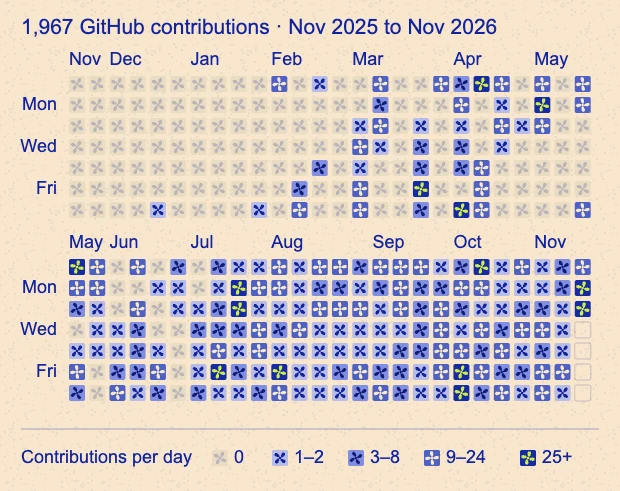 1,967 GitHub contributions · Nov 2025 to Nov 2026
Nov Dec Jan Feb Mar Apr May
Mon
Wed
Fri
May Jun Jul Aug Sep Oct Nov
Mon
Wed
Fri
Contributions per day 0 1–2 3–8 9–24 25+